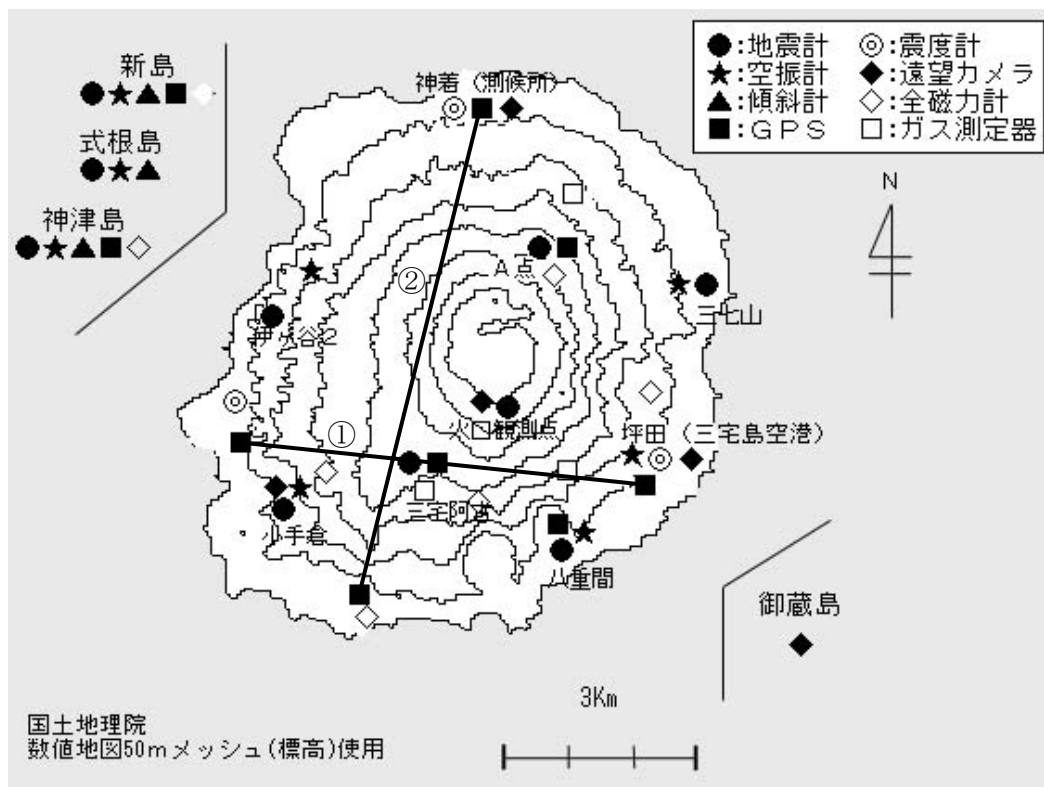 新島
式根島
神津島
神着（測候所）
●:地震計 ◎:震度計
★:空振計 ◆:遠望カメラ
▲:傾斜計 ◇:全磁力計
■:ＧＰＳ □:ガス測定器
N
②
Ａ点
三七山
伊ヶ谷2
①
火口観測点
坪田（三宅島空港）
三宅阿古
小手倉
八重間
御蔵島
3Km
国土地理院
数値地図50ｍメッシュ(標高)使用